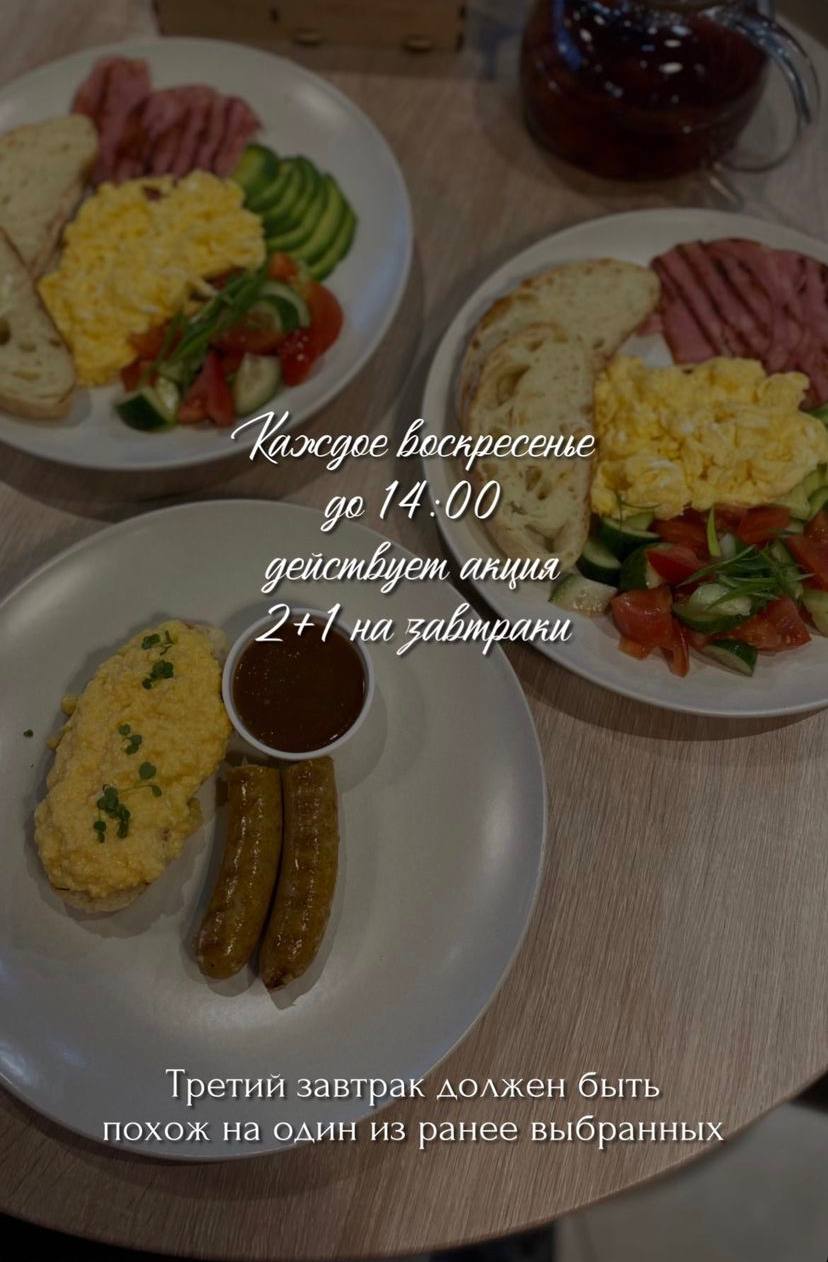 Каждое воскресенье
до 14:00
действует акция
2+1 на завтраки
Третий завтрак должен быть
похож на один из ранее выбранных